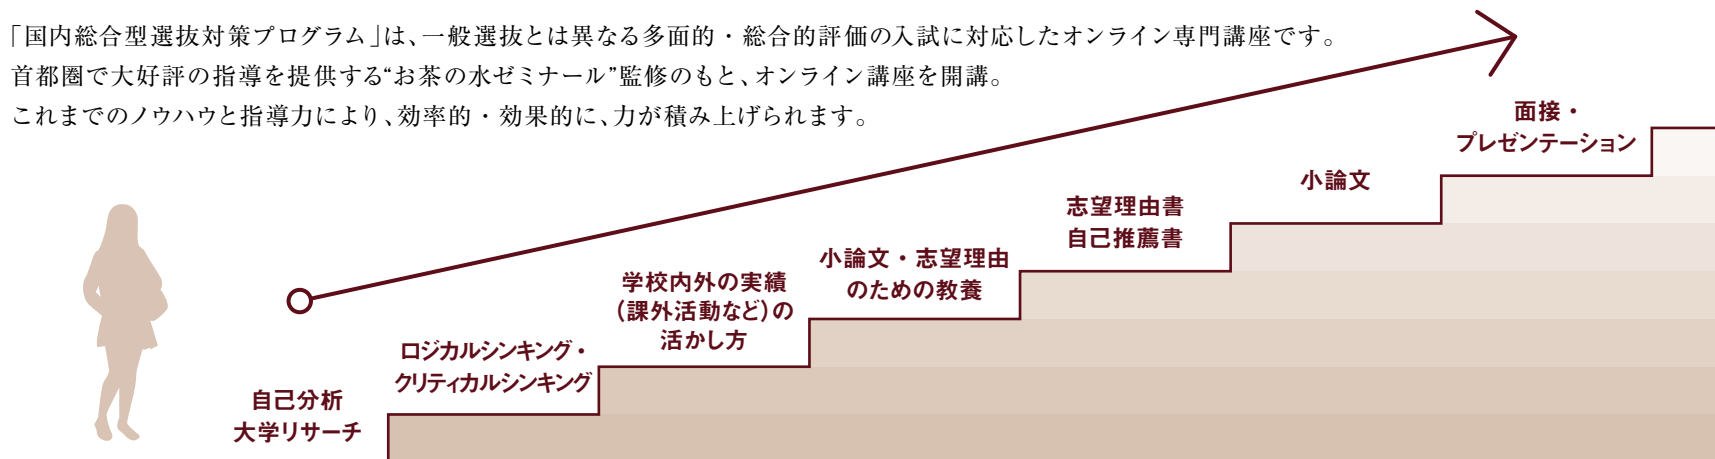 「国内総合型選抜対策プログラム」は、一般選抜とは異なる多面的・総合的評価の入試に対応したオンライン専門講座です。
首都圏で大好評の指導を提供する“お茶の水ゼミナール”監修のもと、オンライン講座を開講。
これまでのノウハウと指導力により、効率的・効果的に、力が積み上げられます。
自己分析
大学リサーチ
ロジカルシンキング・
クリティカルシンキング
学校内外の実績
（課外活動など）の
活かし方
小論文・志望理由
のための教養
志望理由書
自己推薦書
小論文
面接・
プレゼンテーション